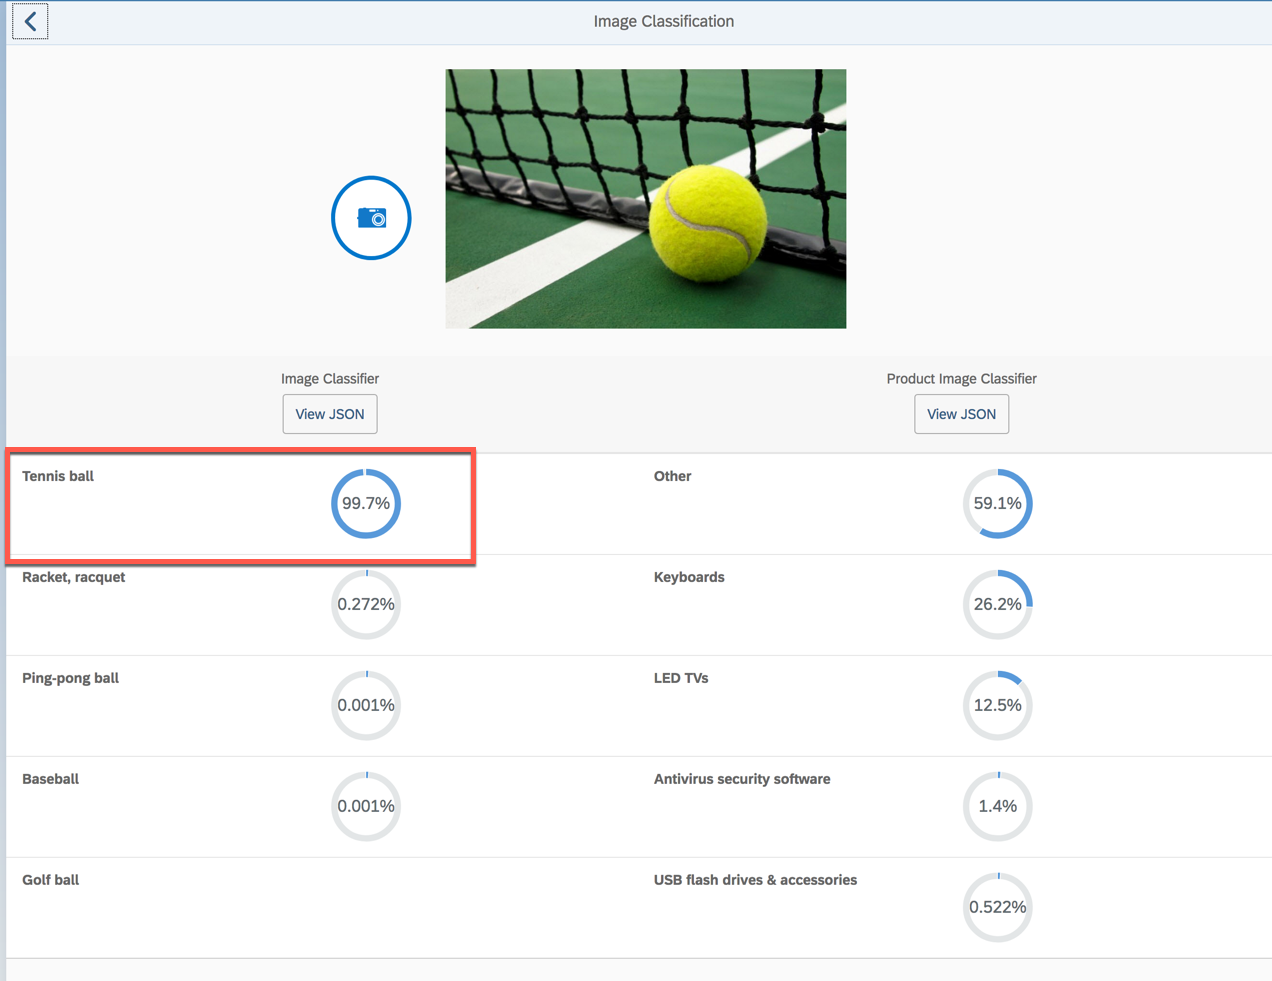 Image Classification
Image Classifier
View JSON
Product Image Classifier
View JSON
Tennis ball
99.7%
Other
59.1%
Racket, racquet
0.272%
Keyboards
26.2%
Ping-pong ball
0.001%
LED TVs
12.5%
Baseball
0.001%
Antivirus security software
1.4%
Golf ball
USB flash drives & accessories
0.522%